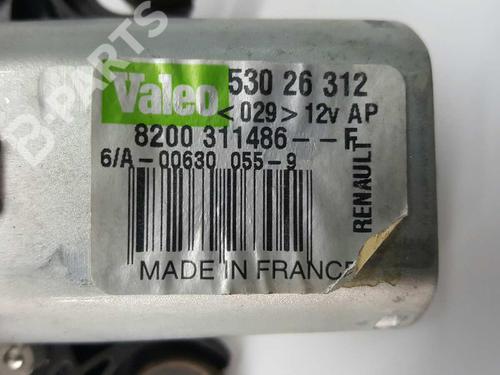 Valeo
530 26 312
<029> 12v AP
8200 311486--F
6/A-00630 055-9
RENAULT
MADE IN FRANCE
B-PARTS